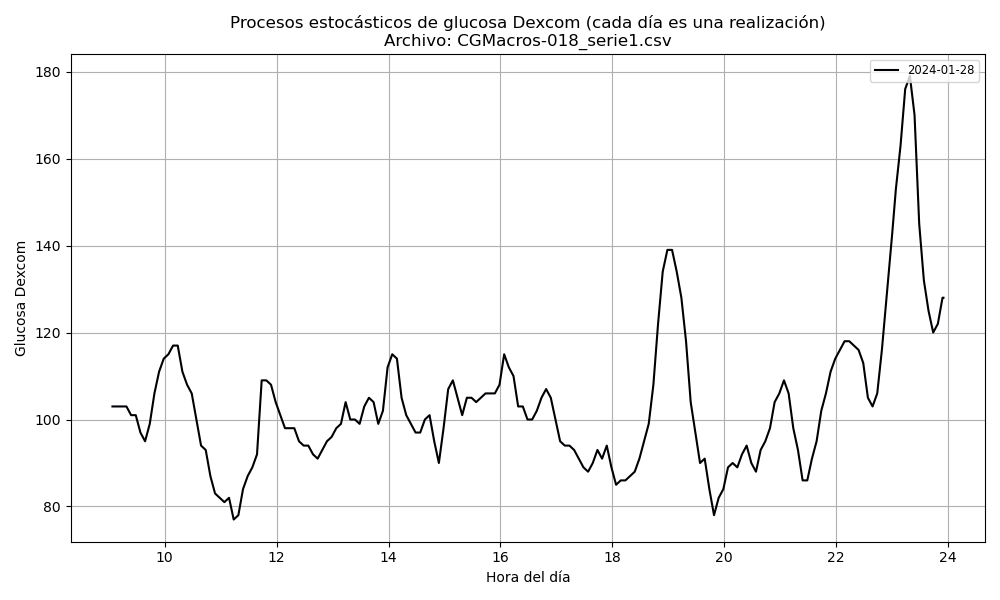 Procesos estocásticos de glucosa Dexcom (cada día es una realización)
Archivo: CGMacros-018_serie1.csv
2024-01-28
Glucosa Dexcom
180
160
140
120
100
80
10 12 14 16 18 20 22 24
Hora del día